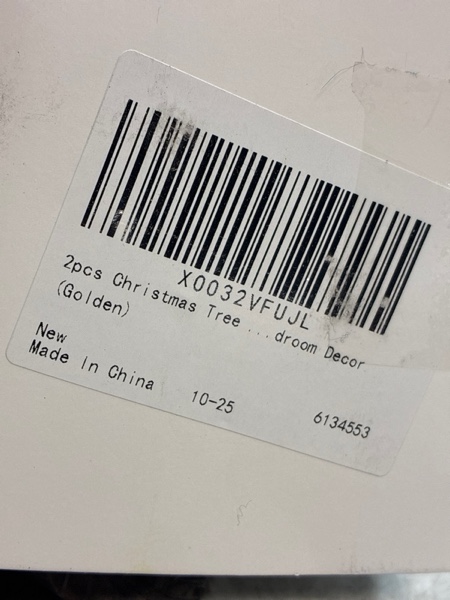 X0032VFUJL
2pcs Christmas Tree ...droom Decor
(Golden)
New
Made In China 10-25 6134553